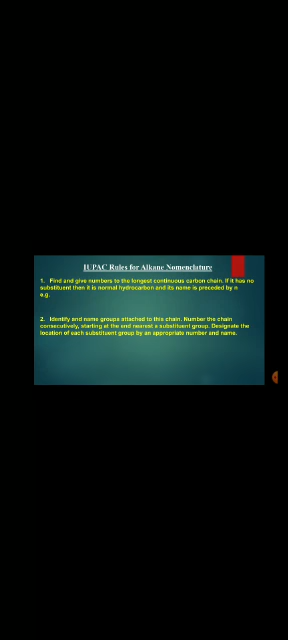 IUPAC Rules for Alkane Nomenclature
1. Find and give numbers to the longest continuous carbon chain. If it has no
substituent then it is normal hydrocarbon and its name is preceded by n
e.g.
2. Identify and name groups attached to this chain. Number the chain
consecutively, starting at the end nearest a substituent group. Designate the
location of each substituent group by an appropriate number and name.